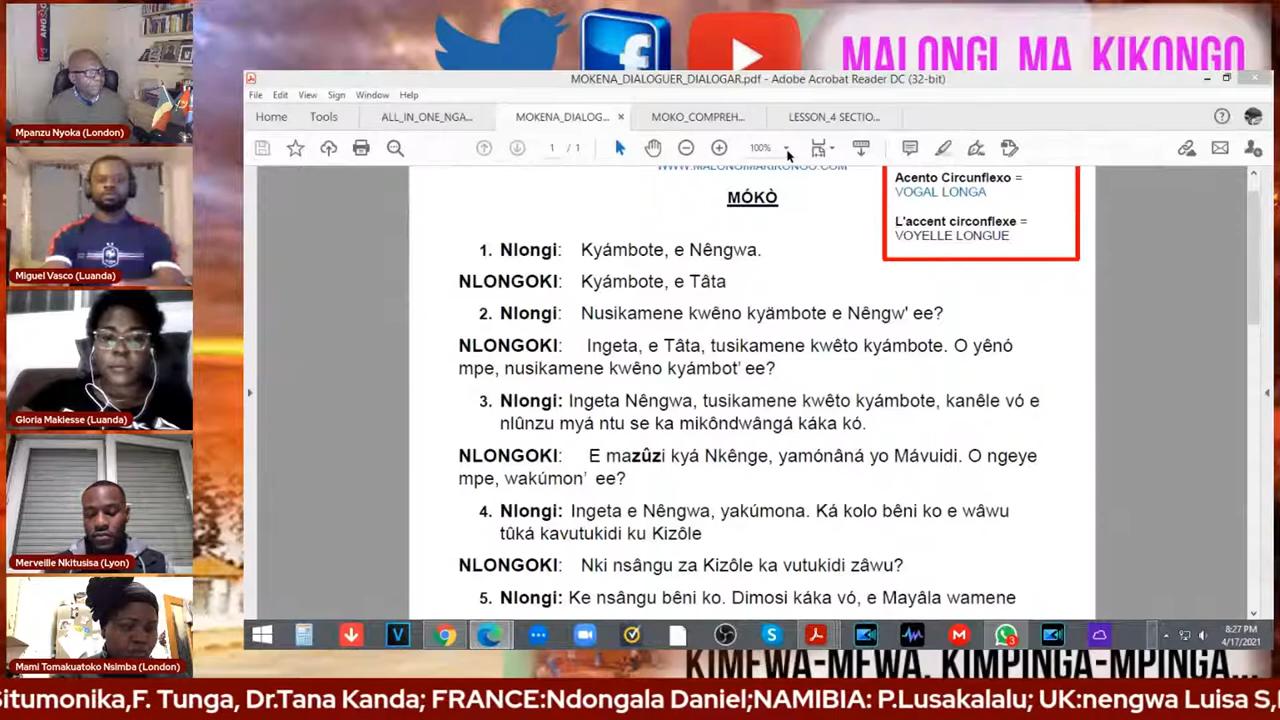 MALONGI MA KIKONGO
MOKENA_DIALOGUER_DIALOGAR.pdf - Adobe Acrobat Reader DC (32-bit)
File Edit View Sign Window Help
Home Tools ALL_IN_ONE_NGA... MOKENA_DIALOG... MOKO_COMPREH... LESSON_4 SECTIO...
1 / 1 100%
WWW.MALONGIMAKIKONGO.COM
Acento Circunflexo =
VOGAL LONGA
L'accent circonflexe =
VOYELLE LONGUE
MÓKÒ
1. Nlongi: Kyámbote, e Nêngwa.
NLONGOKI: Kyámbote, e Tâta
2. Nlongi: Nusikamene kwêno kyämbote e Nêngw' ee?
NLONGOKI: Ingeta, e Tâta, tusikamene kwêto kyámbote. O yênó
mpe, nusikamene kwêno kyámbot' ee?
3. Nlongi: Ingeta Nêngwa, tusikamene kwêto kyámbote, kanêle vó e
nlûnzu myá ntu se ka mikôndwângá káka kó.
NLONGOKI: E mazûzi kyá Nkênge, yamónâná yo Mávuidi. O ngeye
mpe, wakúmon' ee?
4. Nlongi: Ingeta e Nêngwa, yakúmona. Ká kolo bêni ko e wâwu
tûká kavutukidi ku Kizôle
NLONGOKI: Nki nsângu za Kizôle ka vutukidi zâwu?
5. Nlongi: Ke nsângu bêni ko. Dimosi káka vó, e Mayâla wamene
8:27 PM
4/17/2021
Mpanzu Nyoka (London)
Miguel Vasco (Luanda)
Gloria Makiesse (Luanda)
Merveille Nkitusisa (Lyon)
Mami Tomakuatoko Nsimba (London)
KIMFWA-MFWA, KIMPINGA-MPINGA...
Situmonika,F. Tunga, Dr.Tana Kanda; FRANCE:Ndongala Daniel;NAMIBIA: P.Lusakalalu; UK:nengwa Luisa S,